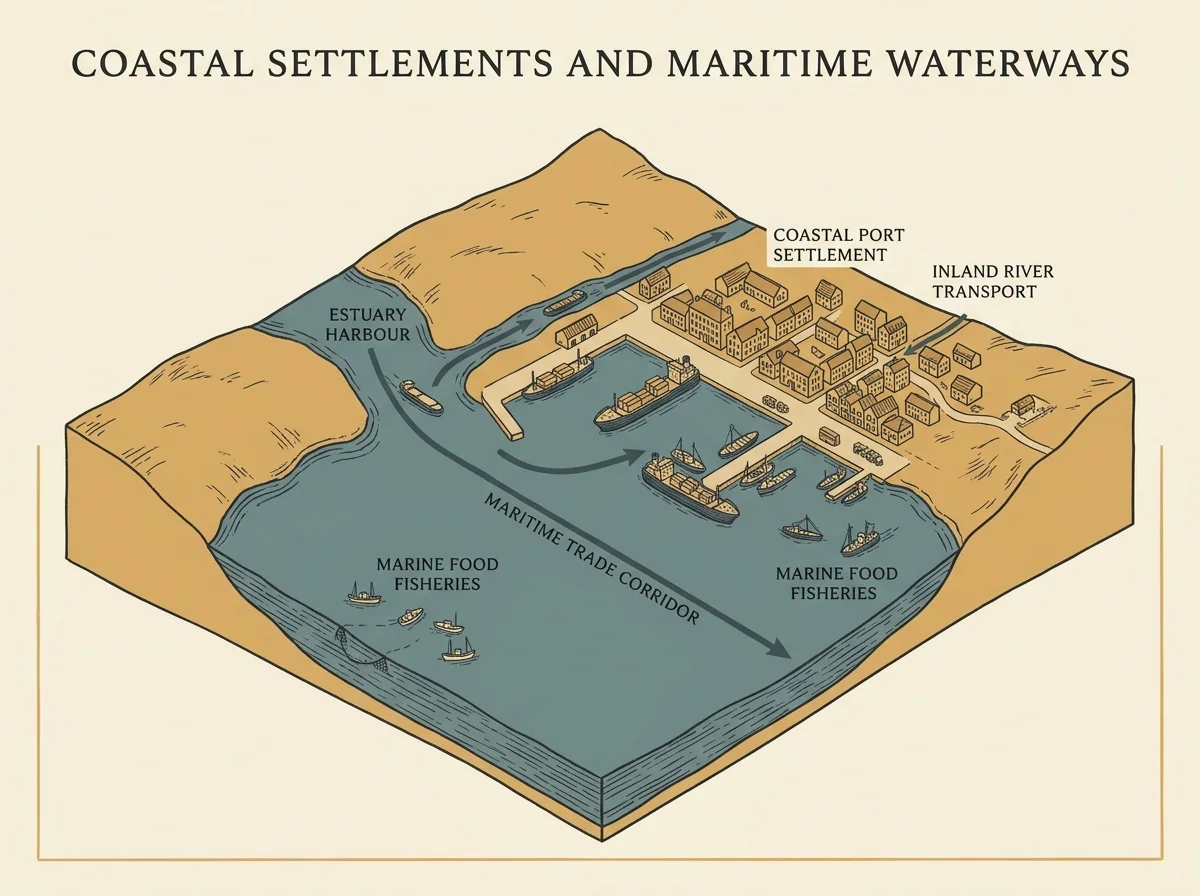 COASTAL SETTLEMENTS AND MARITIME WATERWAYS
COASTAL PORT
SETTLEMENT
INLAND RIVER
TRANSPORT
ESTUARY
HARBOUR
MARITIME TRADE CORRIDOR
MARINE FOOD
FISHERIES
MARINE FOOD
FISHERIES